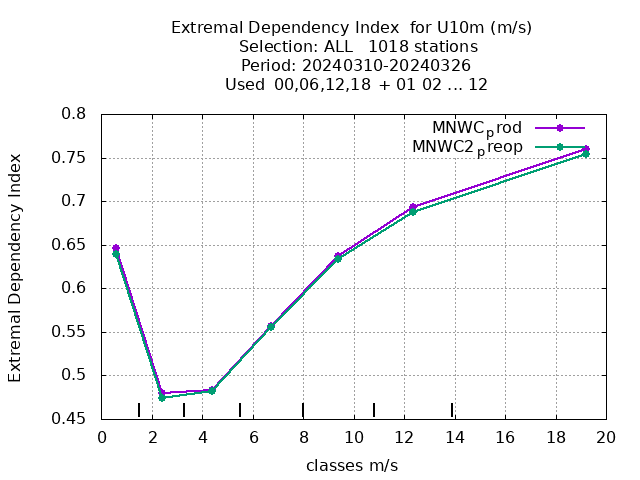 Extremal Dependency Index  for U10m (m/s)
Selection: ALL   1018 stations
Period: 20240310-20240326
Used  00,06,12,18 + 01 02 ... 12
MNWC_prod
MNWC2_preop
Extremal Dependency Index
0.8
0.75
0.7
0.65
0.6
0.55
0.5
0.45
0 2 4 6 8 10 12 14 16 18 20
classes m/s